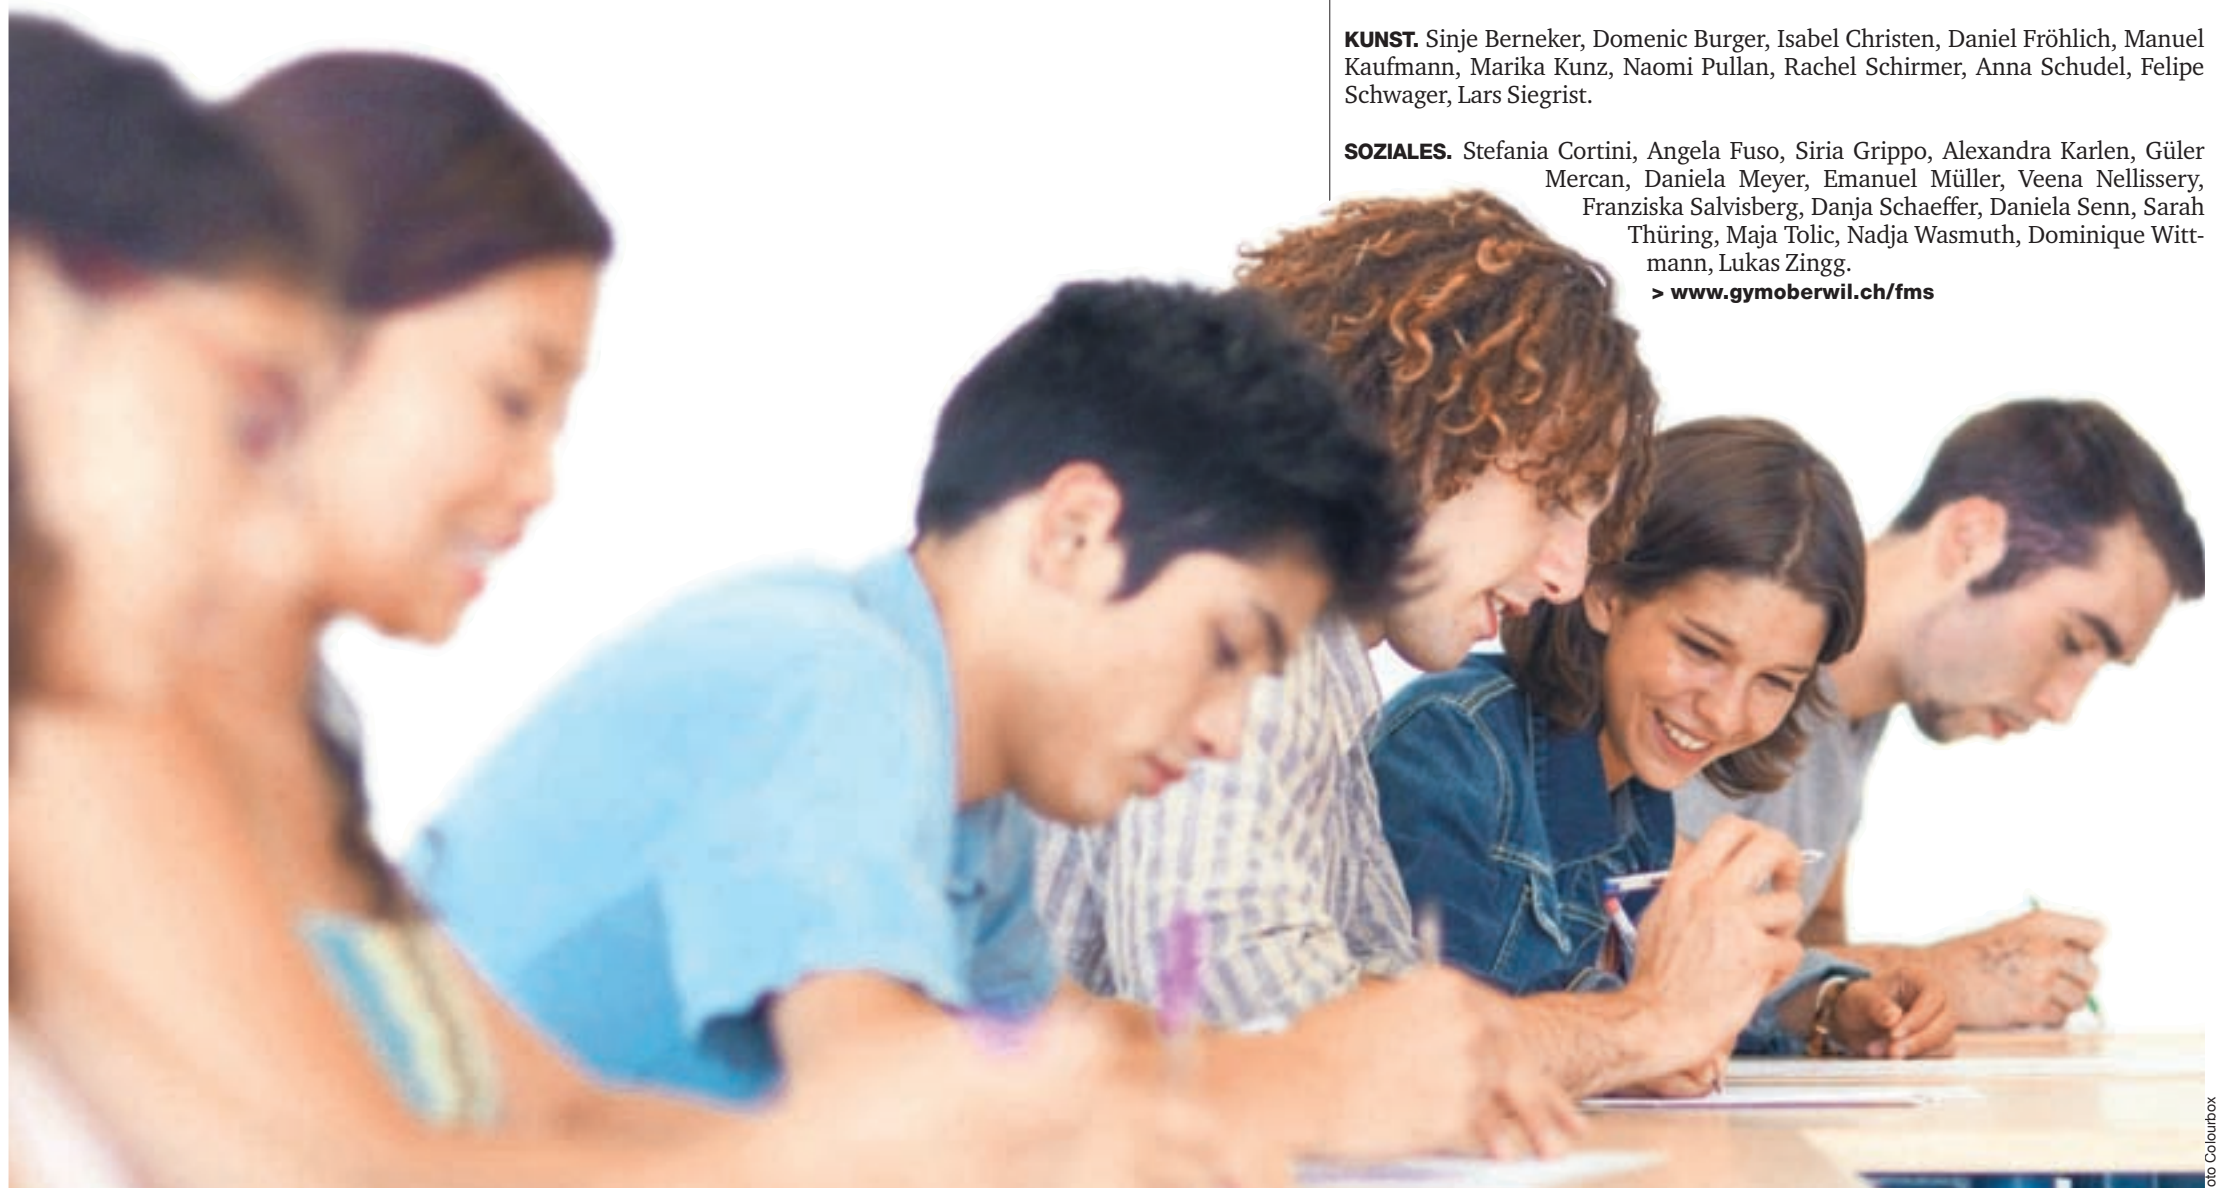 KUNST. Sinje Berneker, Domenic Burger, Isabel Christen, Daniel Fröhlich, Manuel
Kaufmann, Marika Kunz, Naomi Pullan, Rachel Schirmer, Anna Schudel, Felipe
Schwager, Lars Siegrist.
SOZIALES. Stefania Cortini, Angela Fuso, Siria Grippo, Alexandra Karlen, Güler
Mercan, Daniela Meyer, Emanuel Müller, Veena Nellissery,
Franziska Salvisberg, Danja Schaeffer, Daniela Senn, Sarah
Thüring, Maja Tolic, Nadja Wasmuth, Dominique Witt-
mann, Lukas Zingg.
> www.gymoberwil.ch/fms
oto Colourbox